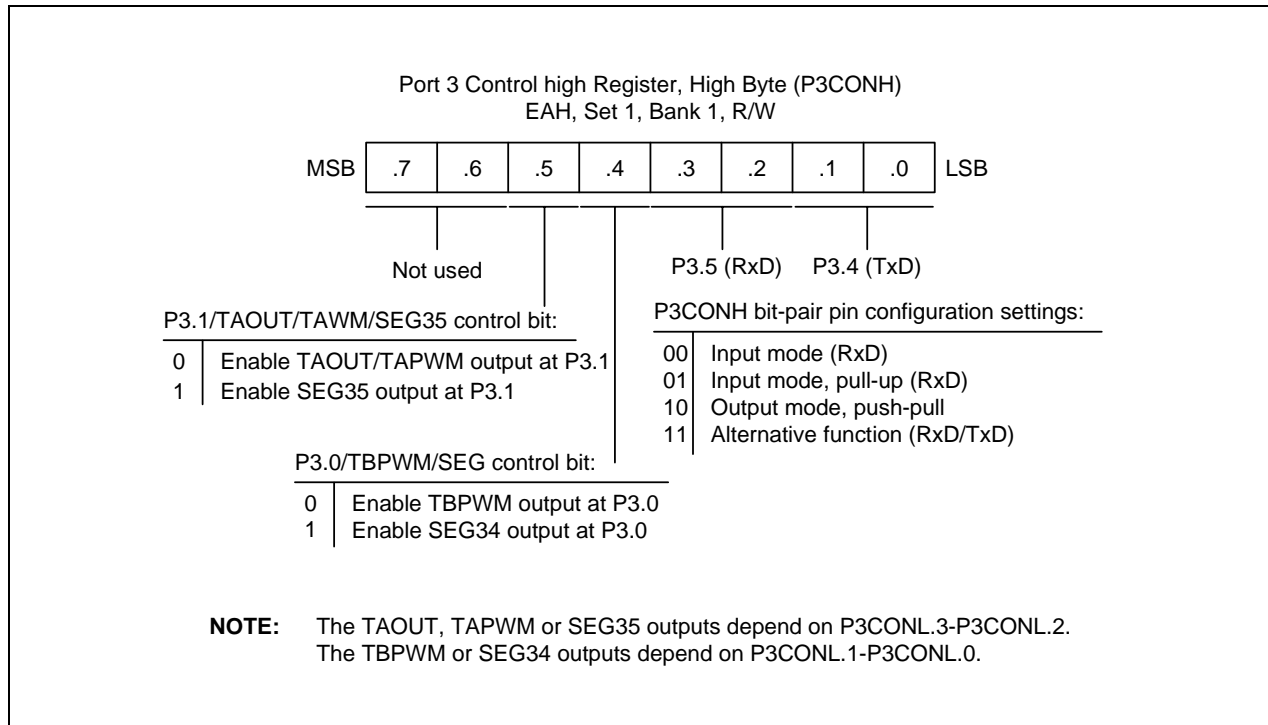 Port 3 Control high Register, High Byte (P3CONH)
EAH, Set 1, Bank 1, R/W
MSB .7 .6 .5 .4 .3 .2 .1 .0 LSB
Not used
P3.5 (RxD) P3.4 (TxD)
P3.1/TAOUT/TAWM/SEG35 control bit:
0 Enable TAOUT/TAPWM output at P3.1
1 Enable SEG35 output at P3.1
P3CONH bit-pair pin configuration settings:
00 Input mode (RxD)
01 Input mode, pull-up (RxD)
10 Output mode, push-pull
11 Alternative function (RxD/TxD)
P3.0/TBPWM/SEG control bit:
0 Enable TBPWM output at P3.0
1 Enable SEG34 output at P3.0
NOTE: The TAOUT, TAPWM or SEG35 outputs depend on P3CONL.3-P3CONL.2.
The TBPWM or SEG34 outputs depend on P3CONL.1-P3CONL.0.